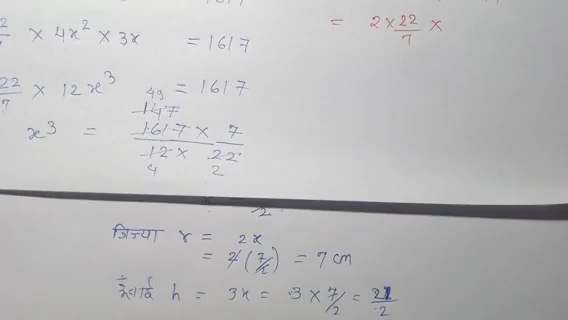 = 2 × 22/7 ×
× 4x² × 3x = 1617
22/7 × 12x³ = 1617
49
147
x³ = 1617 × 7 / 12 × 22
4 2
2
त्रिज्या r = 2x
= 2 (7/2) = 7 cm
ऊँचाई h = 3x = 3 × 7/2 = 21/2